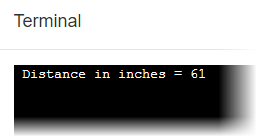 Terminal
Distance in inches = 61